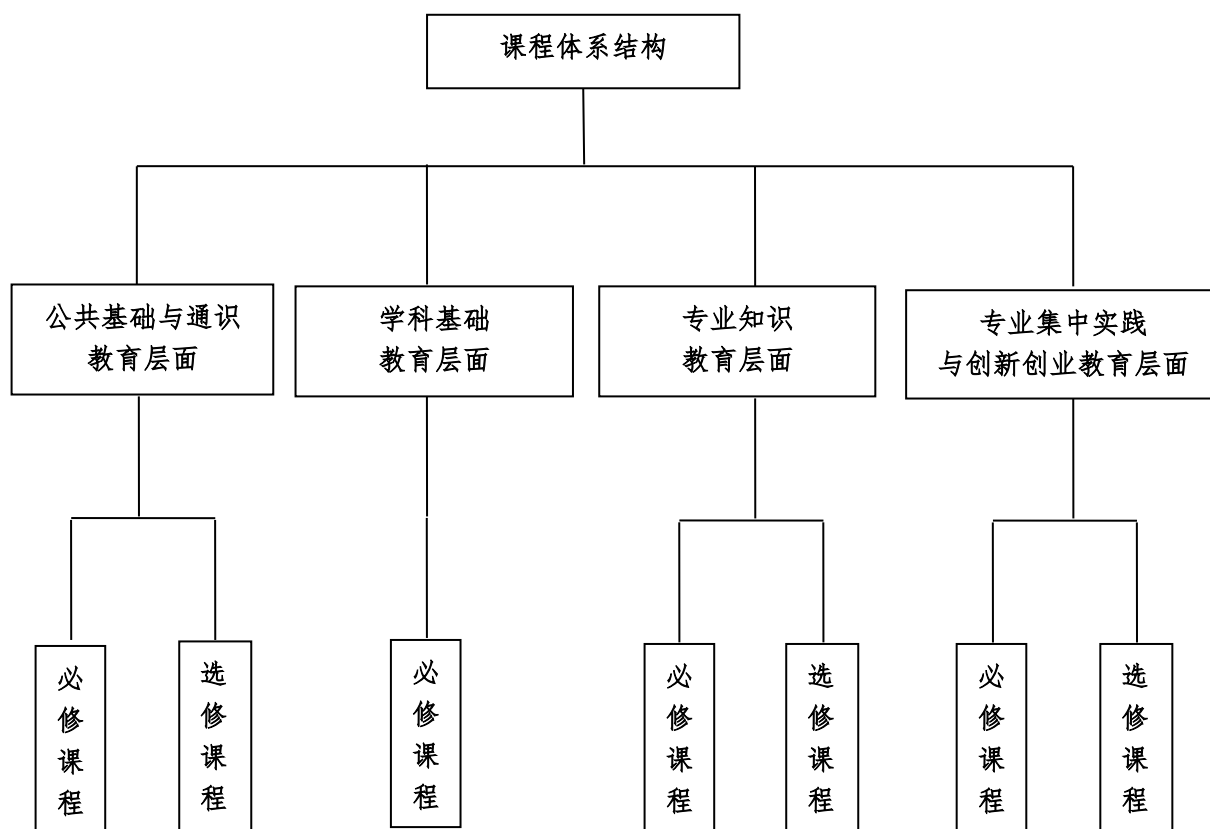 课程体系结构
公共基础与通识
教育层面
学科基础
教育层面
专业知识
教育层面
专业集中实践
与创新创业教育层面
必修课程
选修课程
必修课程
必修课程
选修课程
必修课程
选修课程